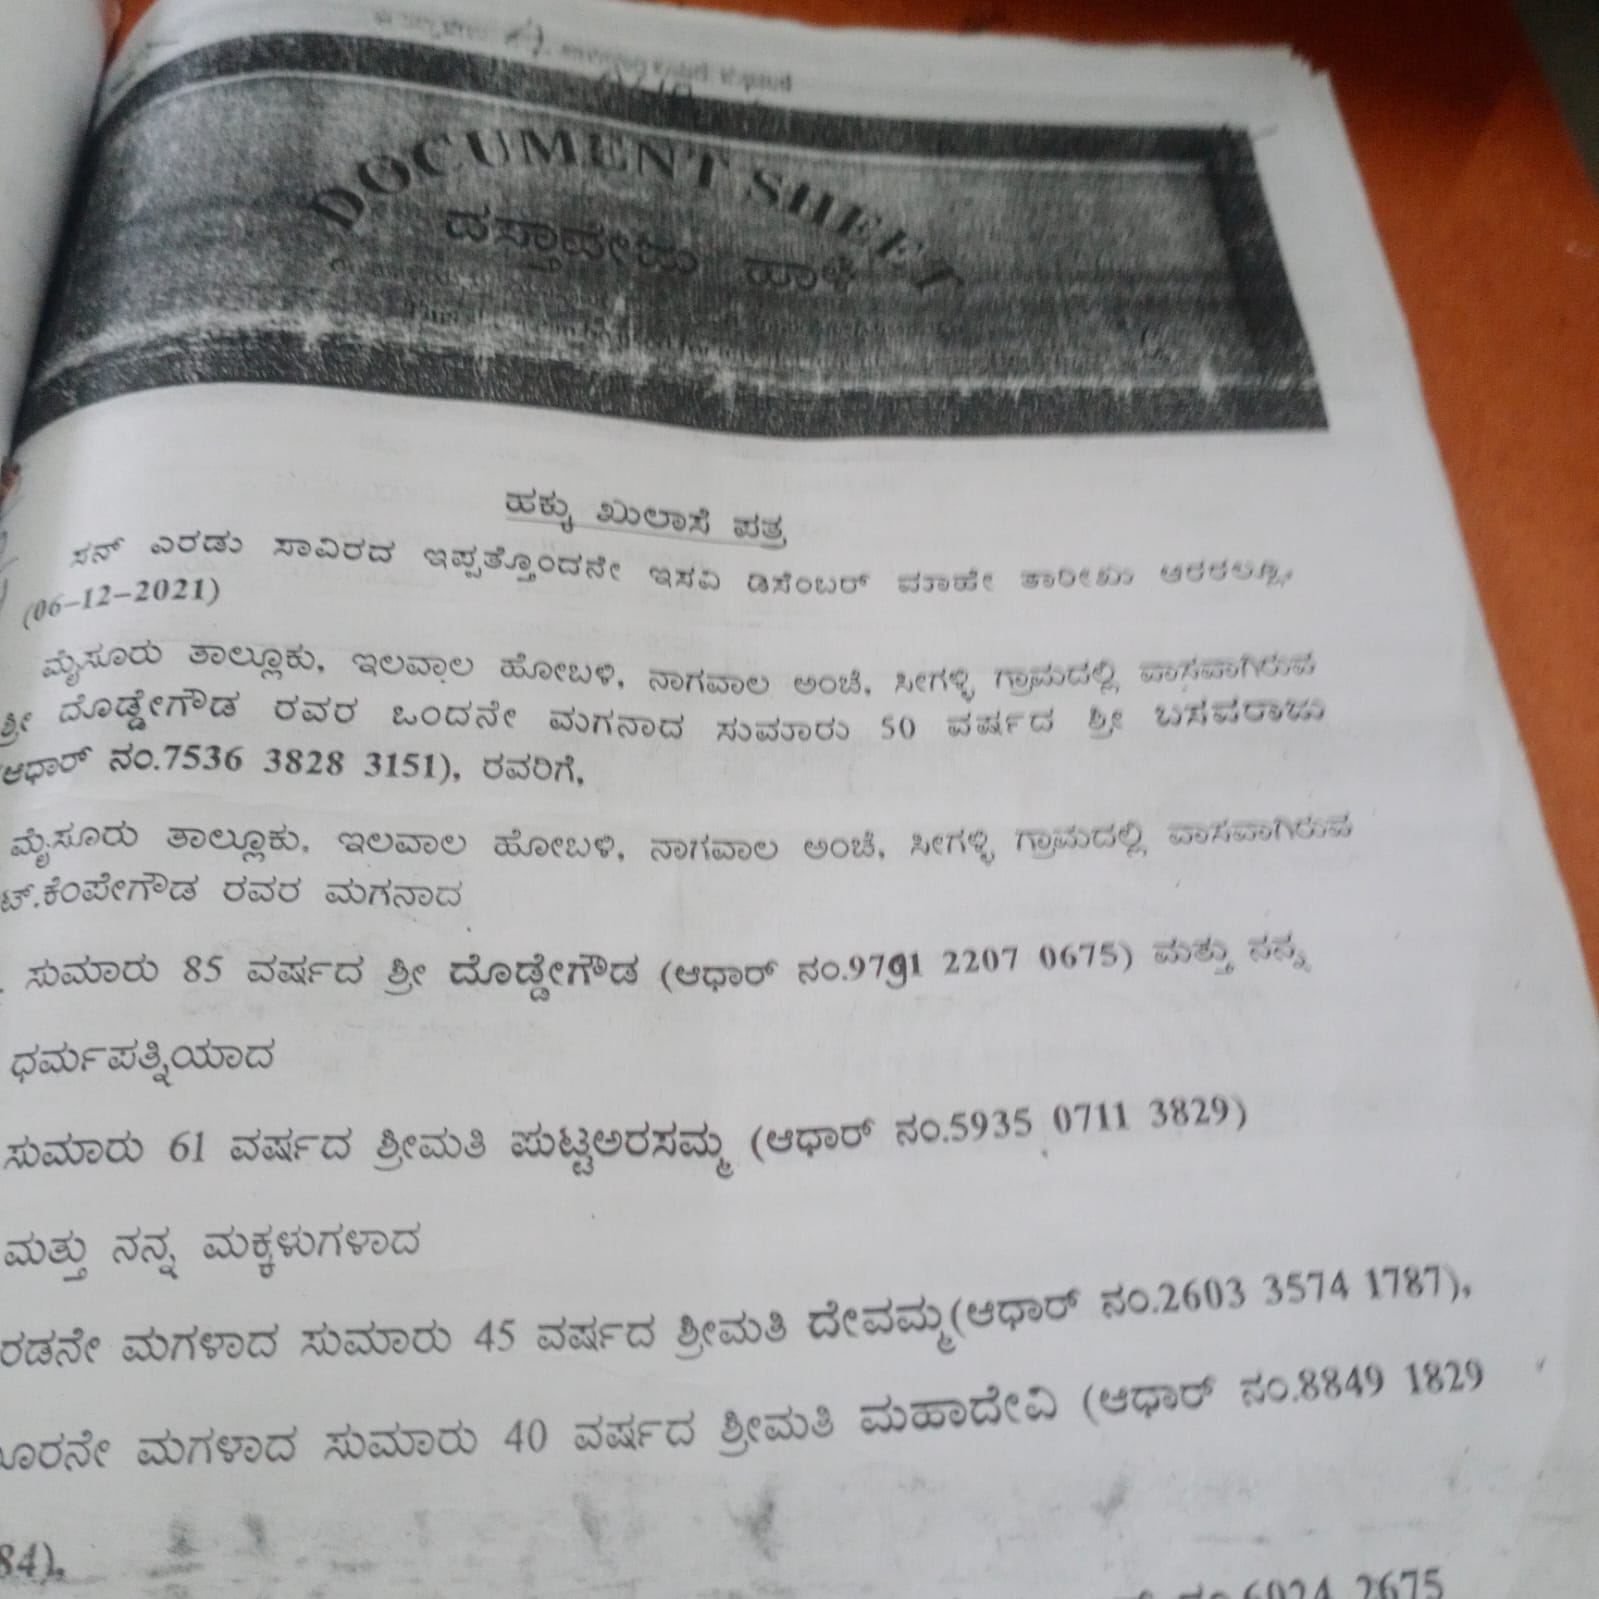 DOCUMENT SHEET
ದಸ್ತಾವೇಜು ಹಾಳೆ
ಹಕ್ಕು ಖುಲಾಸೆ ಪತ್ರ
ಸನ್ ಎರಡು ಸಾವಿರದ ಇಪ್ಪತ್ತೊಂದನೇ ಇಸವಿ ಡಿಸೆಂಬರ್ ಮಾಹೇ ತಾರೀಖು ಆರರಲ್ಲೂ
(06-12-2021)
ಮೈಸೂರು ತಾಲ್ಲೂಕು, ಇಲವಾಲ ಹೋಬಳಿ, ನಾಗವಾಲ ಅಂಚೆ, ಸೀಗಳ್ಳಿ ಗ್ರಾಮದಲ್ಲಿ ವಾಸವಾಗಿರುವ
ಶ್ರೀ ದೊಡ್ಡೇಗೌಡ ರವರ ಒಂದನೇ ಮಗನಾದ ಸುಮಾರು 50 ವರ್ಷದ ಶ್ರೀ ಬಸವರಾಜು
(ಆಧಾರ್ ನಂ.7536 3828 3151), ರವರಿಗೆ,
ಮೈಸೂರು ತಾಲ್ಲೂಕು, ಇಲವಾಲ ಹೋಬಳಿ, ನಾಗವಾಲ ಅಂಚೆ, ಸೀಗಳ್ಳಿ ಗ್ರಾಮದಲ್ಲಿ ವಾಸವಾಗಿರುವ
ಟ್.ಕೆಂಪೇಗೌಡ ರವರ ಮಗನಾದ
. ಸುಮಾರು 85 ವರ್ಷದ ಶ್ರೀ ದೊಡ್ಡೇಗೌಡ (ಆಧಾರ್ ನಂ.9791 2207 0675) ಮತ್ತು ನನ್ನ
ಧರ್ಮಪತ್ನಿಯಾದ
ಸುಮಾರು 61 ವರ್ಷದ ಶ್ರೀಮತಿ ಪುಟ್ಟಅರಸಮ್ಮ (ಆಧಾರ್ ನಂ.5935 0711 3829)
ಮತ್ತು ನನ್ನ ಮಕ್ಕಳುಗಳಾದ
ರಡನೇ ಮಗಳಾದ ಸುಮಾರು 45 ವರ್ಷದ ಶ್ರೀಮತಿ ದೇವಮ್ಮ(ಆಧಾರ್ ನಂ.2603 3574 1787),
ೂರನೇ ಮಗಳಾದ ಸುಮಾರು 40 ವರ್ಷದ ಶ್ರೀಮತಿ ಮಹಾದೇವಿ (ಆಧಾರ್ ನಂ.8849 1829
84),
ನಂ.6024 2675